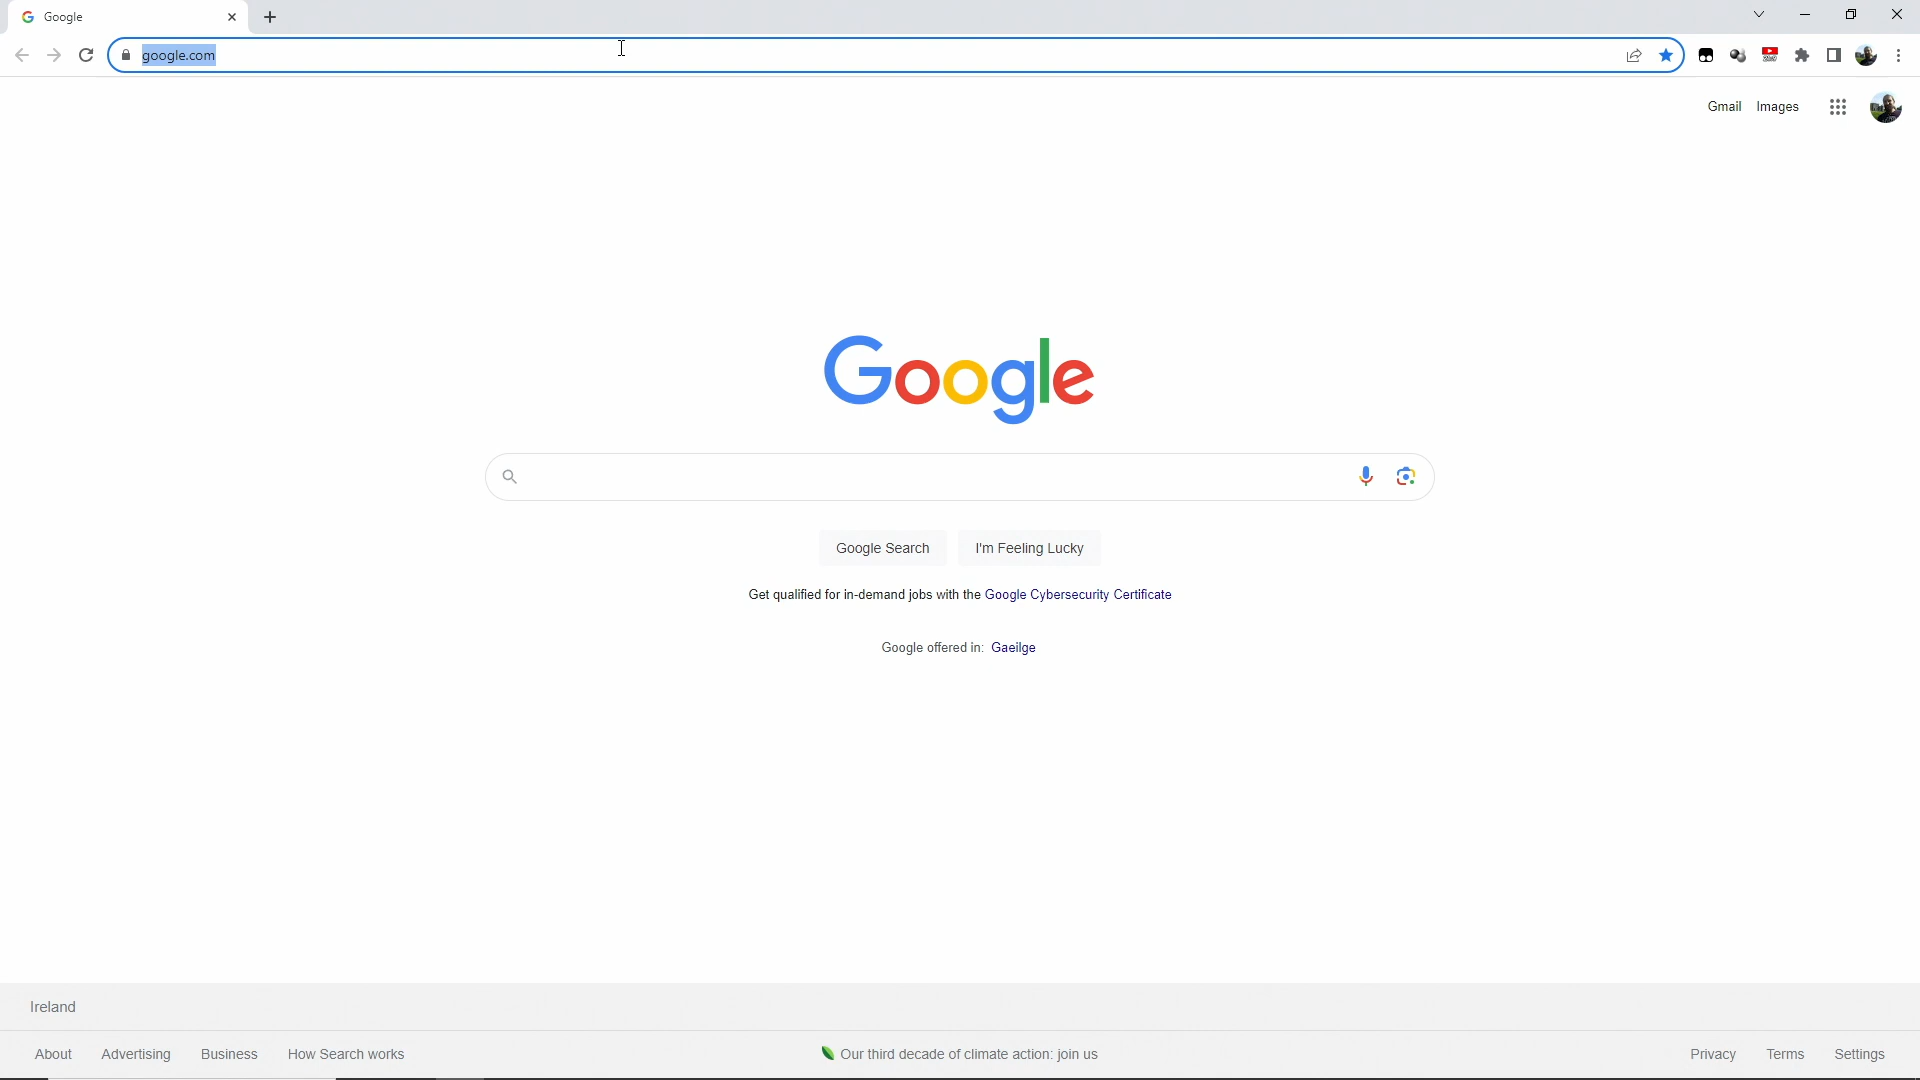 Google
google.com
Gmail Images
Google
Google Search I'm Feeling Lucky
Get qualified for in-demand jobs with the Google Cybersecurity Certificate
Google offered in: Gaeilge
Ireland
About Advertising Business How Search works Our third decade of climate action: join us Privacy Terms Settings